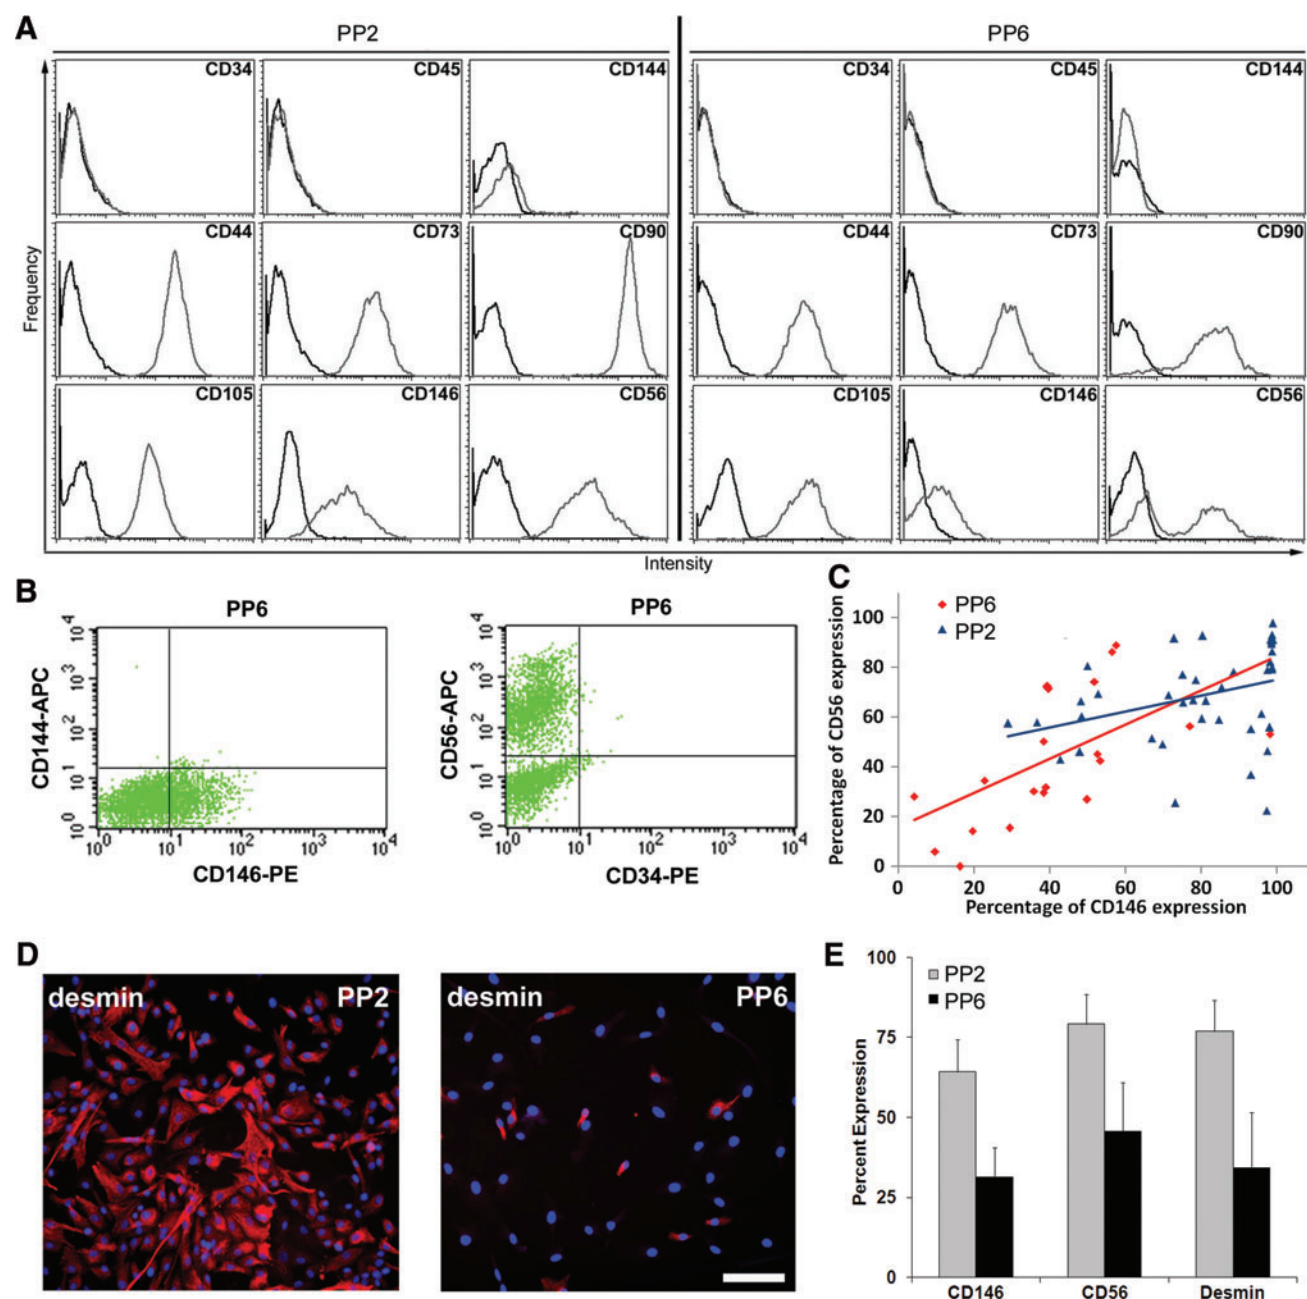 A
PP2
PP6
CD34
CD45
CD144
CD34
CD45
CD144
CD44
CD73
CD90
CD44
CD73
CD90
CD105
CD146
CD56
CD105
CD146
CD56
Frequency
Intensity
B
PP6
CD144-APC
10^4
10^3
10^2
10^1
10^0
10^0
10^1
10^2
10^3
10^4
CD146-PE
PP6
CD56-APC
10^4
10^3
10^2
10^1
10^0
10^0
10^1
10^2
10^3
10^4
CD34-PE
C
PP6
PP2
Percentage of CD56 expression
100
80
60
40
20
0
0
20
40
60
80
100
Percentage of CD146 expression
D
desmin
PP2
desmin
PP6
E
PP2
PP6
Percent Expression
100
75
50
25
0
CD146
CD56
Desmin